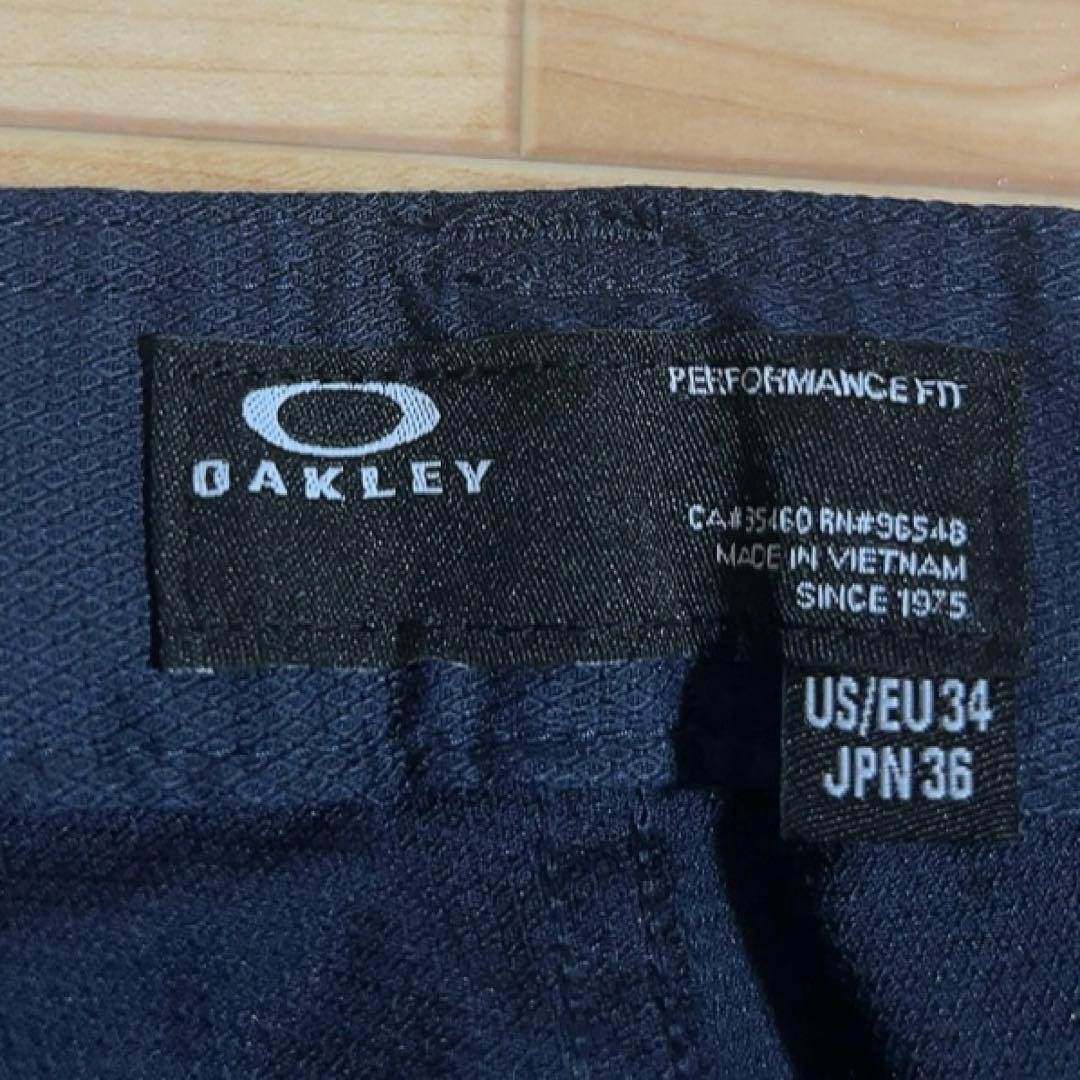 OAKLEY
PERFORMANCE FIT
CA#35460 RN#96548
MADE IN VIETNAM
SINCE 1975
US/EU 34
JPN 36